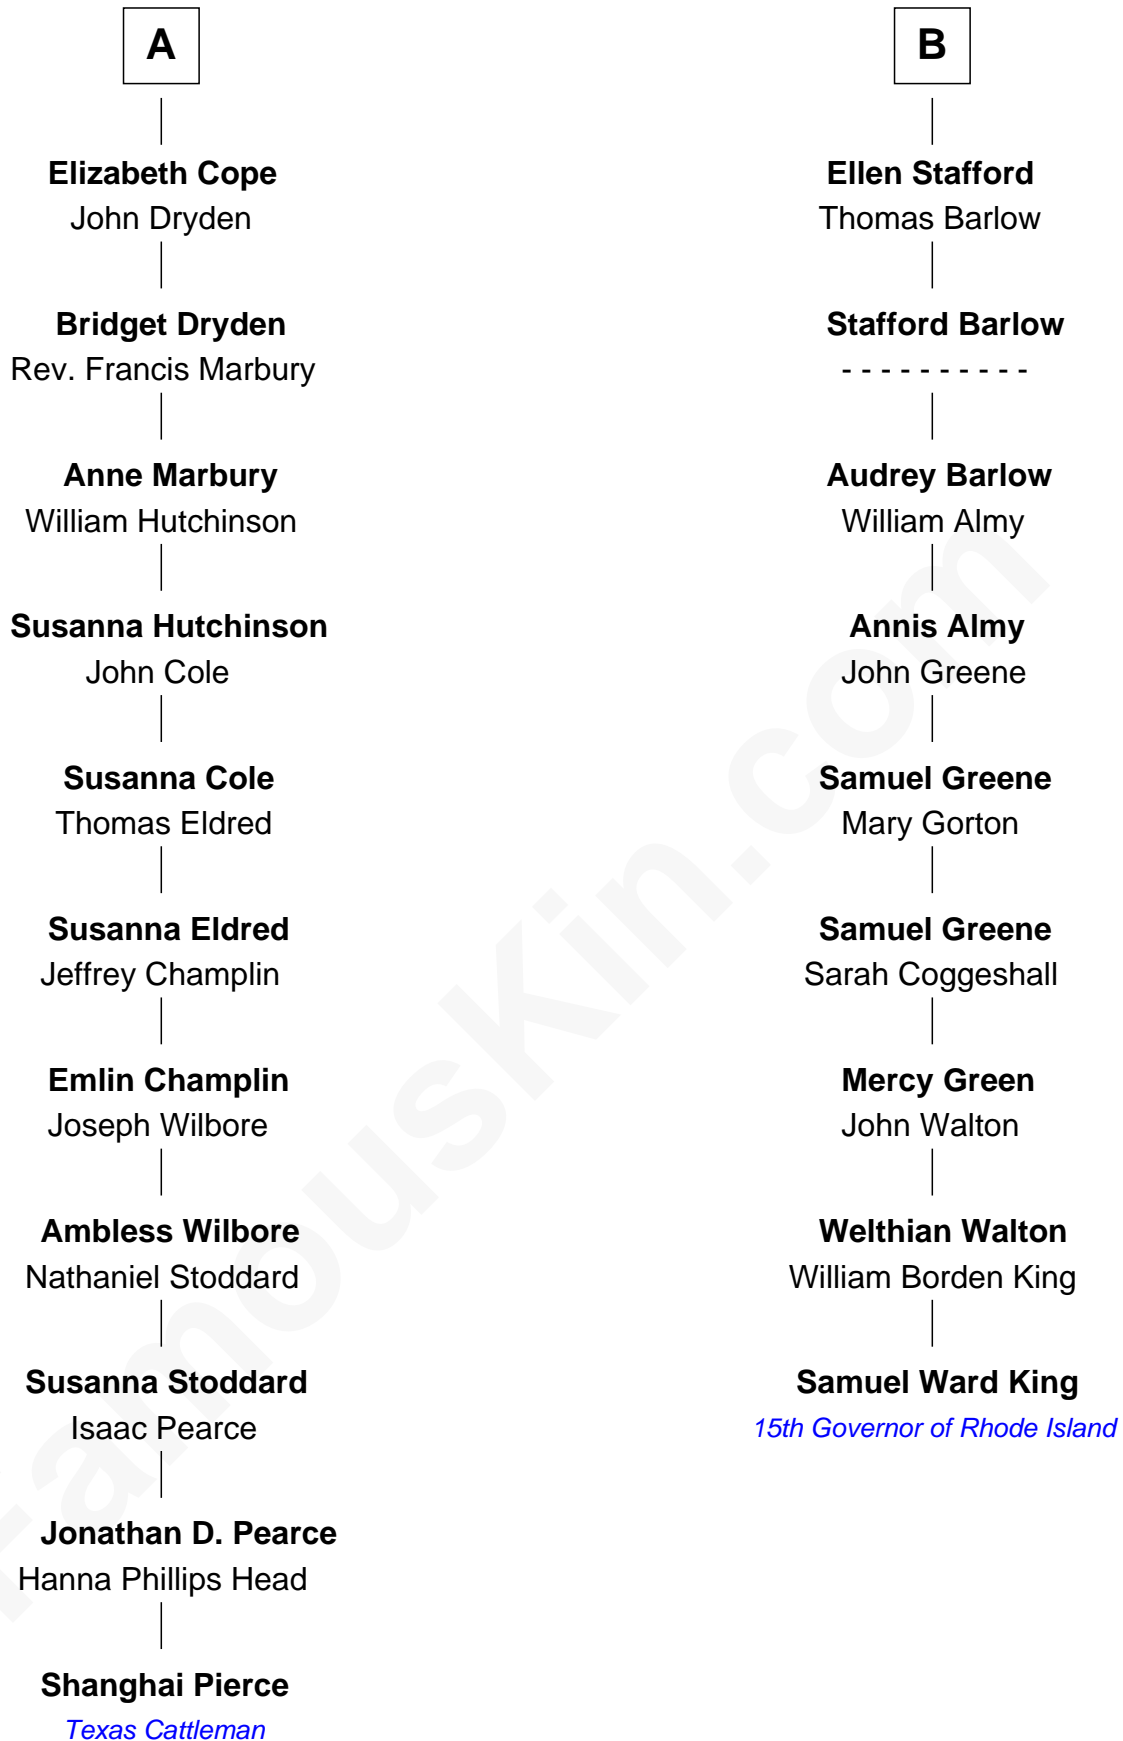 A
Elizabeth Cope
John Dryden
Bridget Dryden
Rev. Francis Marbury
Anne Marbury
William Hutchinson
Susanna Hutchinson
John Cole
Susanna Cole
Thomas Eldred
Susanna Eldred
Jeffrey Champlin
Emlin Champlin
Joseph Wilbore
Ambless Wilbore
Nathaniel Stoddard
Susanna Stoddard
Isaac Pearce
Jonathan D. Pearce
Hanna Phillips Head
Shanghai Pierce
Texas Cattleman
B
Ellen Stafford
Thomas Barlow
Stafford Barlow
- - - - - - - - - -
Audrey Barlow
William Almy
Annis Almy
John Greene
Samuel Greene
Mary Gorton
Samuel Greene
Sarah Coggeshall
Mercy Green
John Walton
Welthian Walton
William Borden King
Samuel Ward King
15th Governor of Rhode Island
FamousKin.com